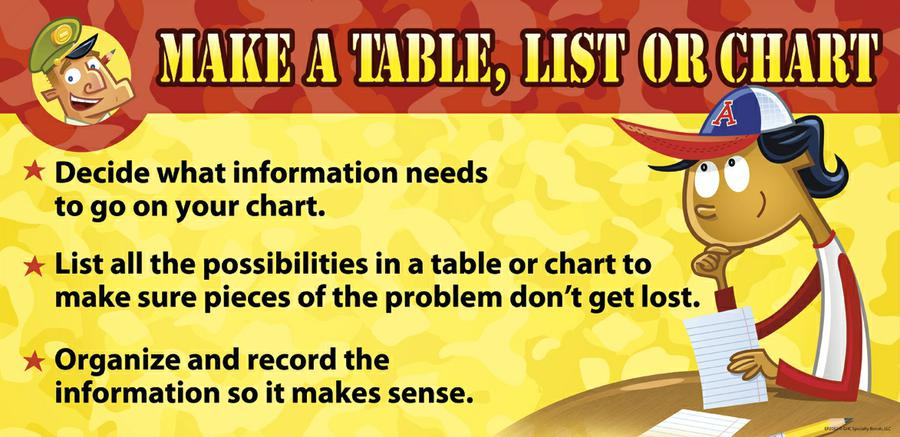 MAKE A TABLE, LIST OR CHART
Decide what information needs
to go on your chart.
List all the possibilities in a table or chart to
make sure pieces of the problem don't get lost.
Organize and record the
information so it makes sense.
A